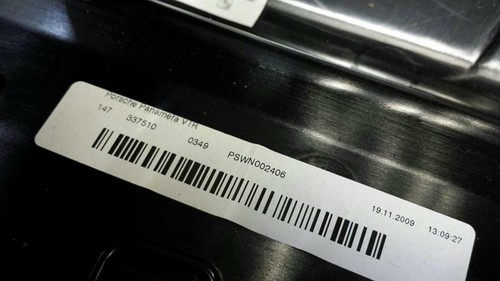 Porsche Panamera VTR
147 337510 0349 PSWN002406 19.11.2009 13:09:27